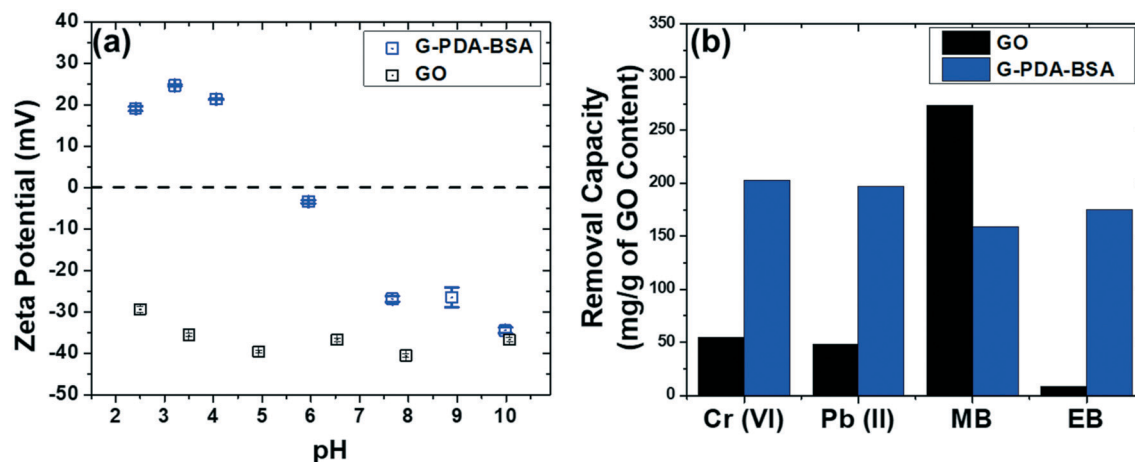 (a)
G-PDA-BSA
GO
Zeta Potential (mV)
40
30
20
10
0
-10
-20
-30
-40
-50
2 3 4 5 6 7 8 9 10
pH
(b)
GO
G-PDA-BSA
Removal Capacity
(mg/g of GO Content)
350
300
250
200
150
100
50
0
Cr (VI) Pb (II) MB EB